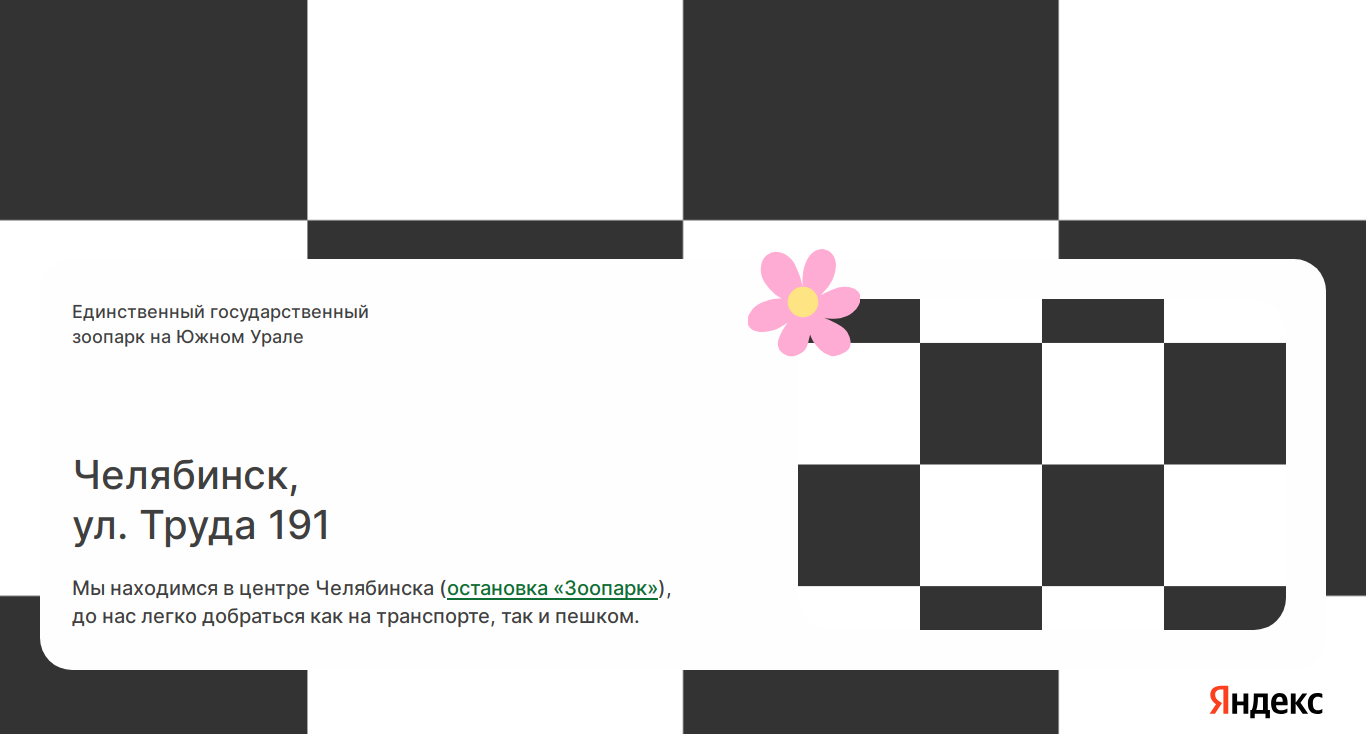 Единственный государственный
зоопарк на Южном Урале
Челябинск,
ул. Труда 191
Мы находимся в центре Челябинска (остановка «Зоопарк»),
до нас легко добраться как на транспорте, так и пешком.
Яндекс